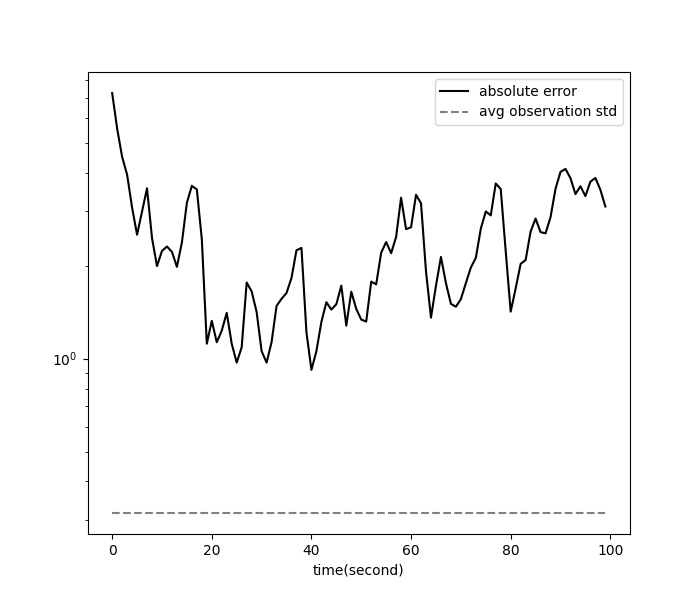 absolute error
avg observation std
10⁰
0 20 40 60 80 100
time(second)